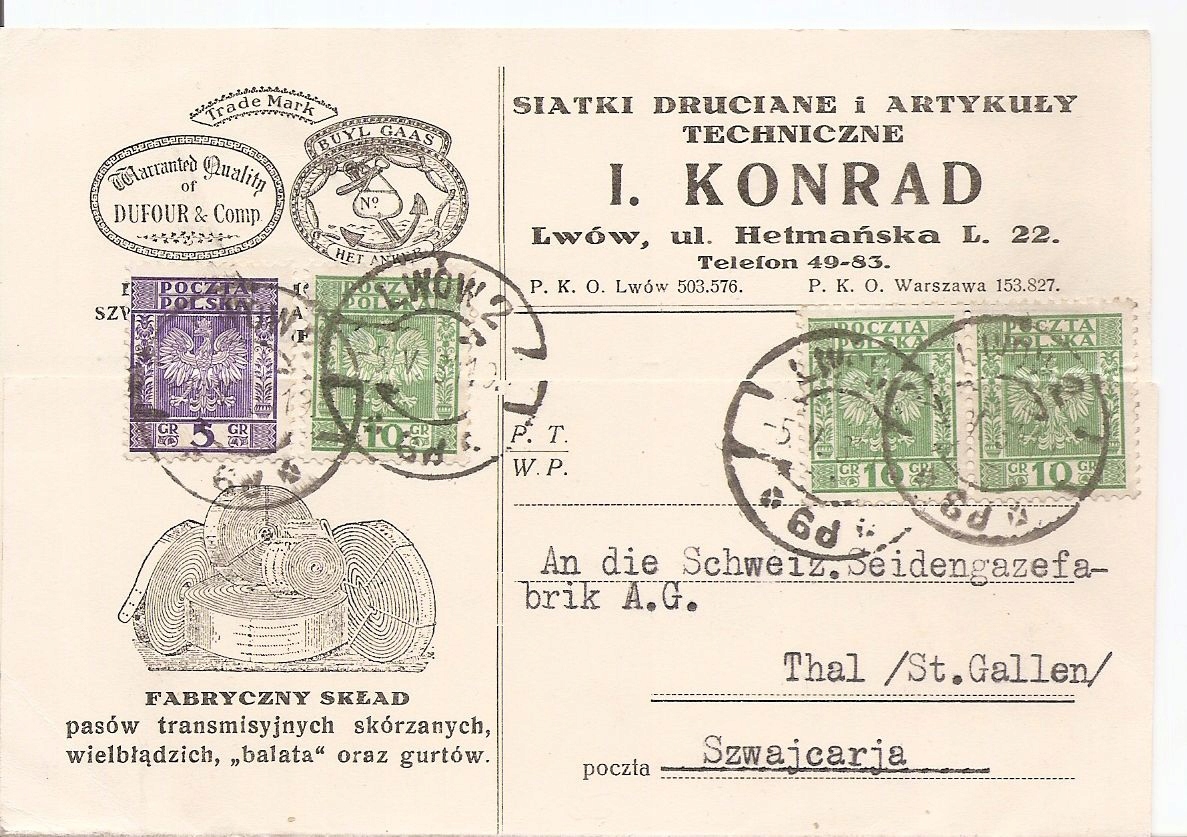 Trade Mark
Warranted Quality
of
DUFOUR & Comp
BUYL GAAS
Nº
HET ANKER
SIATKI DRUCIANE i ARTYKUŁY
TECHNICZNE
I. KONRAD
Lwów, ul. Hetmańska L. 22.
Telefon 49-83.
P. K. O. Lwów 503.576. P. K. O. Warszawa 153.827.
POCZTA
POLSKA
GR 5 GR
POCZTA
POLSKA
GR 10 GR
LWÓW 2
POCZTA
POLSKA
GR 10
POCZTA
POLSKA
GR 10 GR
P. T.
W. P.
An die Schweiz.Seidengazefa-
brik A.G.
Thal /St.Gallen/
poczta Szwajcarja
FABRYCZNY SKŁAD
pasów transmisyjnych skórzanych,
wielbłądzich, „balata“ oraz gurtów.